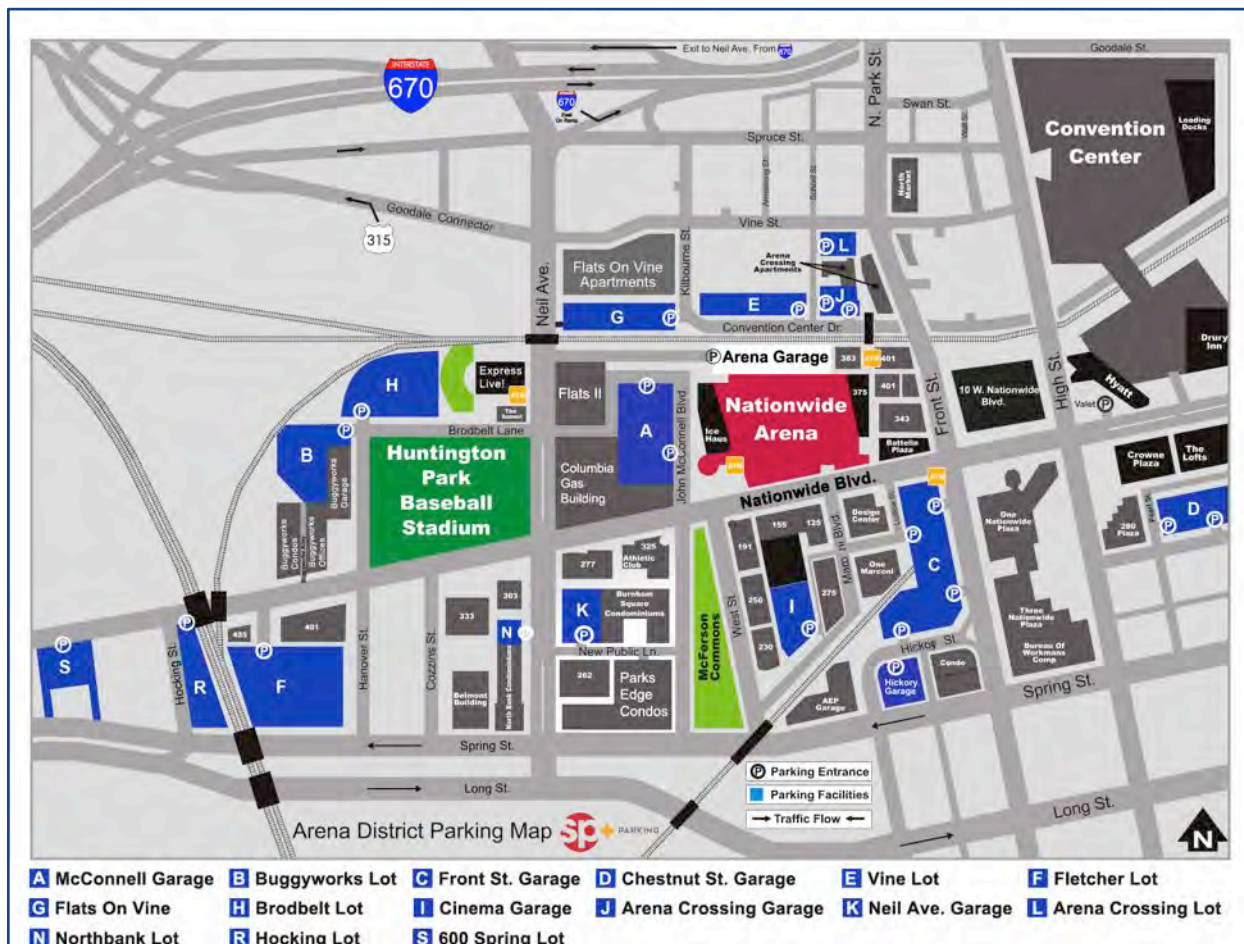 Exit to Neil Ave. From 670
Goodale St.
INTERSTATE
670
670
East
On Ramp
N. Park St.
Swan St.
Wall St.
Convention
Center
Loading
Docks
Spruce St.
Armstrong St.
North
Market
315
Goodale Connector
Vine St.
Neil Ave.
Kilbourne St.
Flats On Vine
Apartments
P L
Arena
Crossing
Apartments
G P
E P
P J P
Convention Center Dr.
High St.
Drury
Inn
Hyatt
Valet P
H P
Express
Live!
P Arena Garage
383
401
401
375
343
Front St.
10 W. Nationwide
Blvd.
Flats II
P
A
P
John McConnell Blvd
Ice
Haus
Nationwide
Arena
Brodbelt Lane
P
B
Buggyworks
Garage
Buggyworks
Condos
Buggyworks
Offices
Huntington
Park
Baseball
Stadium
Columbia
Gas
Building
Nationwide Blvd.
Crowne
Plaza
The
Lofts
280
Plaza
D
P P
One
Nationwide
Plaza
Three
Nationwide
Plaza
Bureau Of
Workmans
Comp
Design
Center
One
Marconi
P
P
C
P
P
155
125
191
250
230
275
I
P
West St.
McFerson
Commons
325
Athletic
Club
277
K
P
Burnham
Square
Condominiums
New Public Ln.
262
Parks
Edge
Condos
303
333
N P
North Bank Condominiums
Belmont
Building
Cozzins St.
Hanover St.
401
P
F
P
R
Hocking St.
P
S
Hickory St.
P
Hickory
Garage
Condo
AEP
Garage
Spring St.
Spring St.
Long St.
Long St.
P Parking Entrance
Parking Facilities
Traffic Flow
N
Arena District Parking Map sp+ PARKING
A McConnell Garage B Buggyworks Lot C Front St. Garage D Chestnut St. Garage E Vine Lot F Fletcher Lot
G Flats On Vine H Brodbelt Lot I Cinema Garage J Arena Crossing Garage K Neil Ave. Garage L Arena Crossing Lot
N Northbank Lot R Hocking Lot S 600 Spring Lot